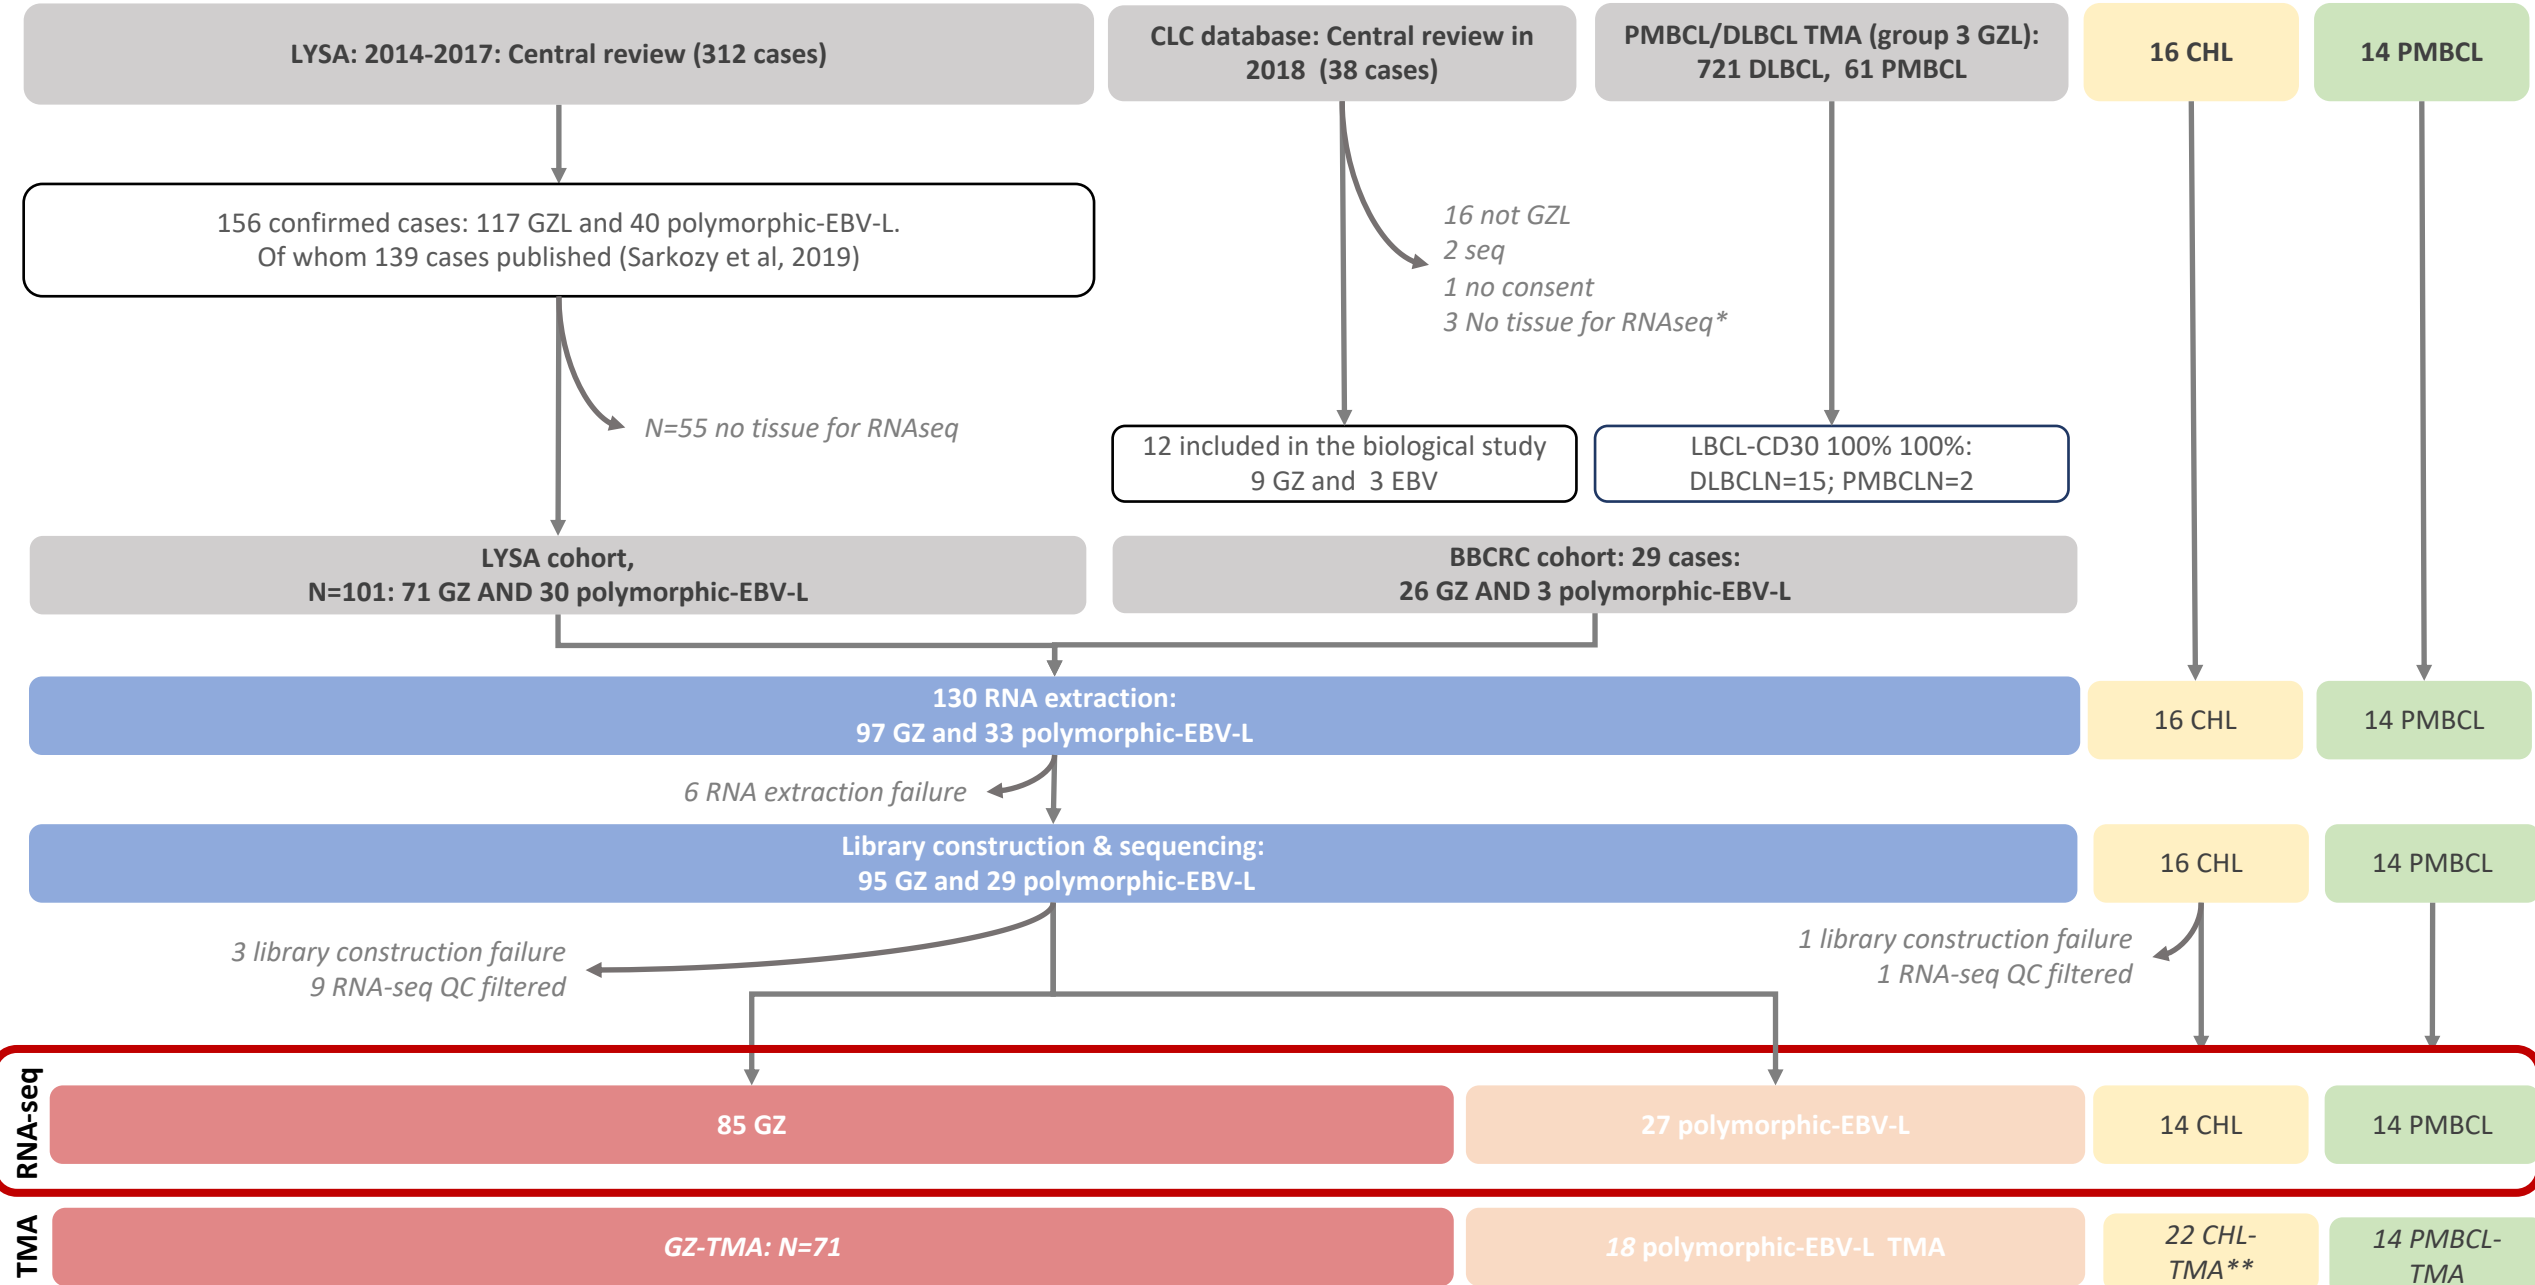 LYSA: 2014-2017: Central review (312 cases)
CLC database: Central review in
2018 (38 cases)
PMBCL/DLBCL TMA (group 3 GZL):
721 DLBCL, 61 PMBCL
16 CHL
14 PMBCL
156 confirmed cases: 117 GZL and 40 polymorphic-EBV-L.
Of whom 139 cases published (Sarkozy et al, 2019)
16 not GZL
2 seq
1 no consent
3 No tissue for RNAseq*
N=55 no tissue for RNAseq
12 included in the biological study
9 GZ and 3 EBV
LBCL-CD30 100% 100%:
DLBCLN=15; PMBCLN=2
LYSA cohort,
N=101: 71 GZ AND 30 polymorphic-EBV-L
BBCRC cohort: 29 cases:
26 GZ AND 3 polymorphic-EBV-L
130 RNA extraction:
97 GZ and 33 polymorphic-EBV-L
16 CHL
14 PMBCL
6 RNA extraction failure
Library construction & sequencing:
95 GZ and 29 polymorphic-EBV-L
16 CHL
14 PMBCL
3 library construction failure
9 RNA-seq QC filtered
1 library construction failure
1 RNA-seq QC filtered
RNA-seq
85 GZ
27 polymorphic-EBV-L
14 CHL
14 PMBCL
TMA
GZ-TMA: N=71
18 polymorphic-EBV-L TMA
22 CHL-
TMA**
14 PMBCL-
TMA